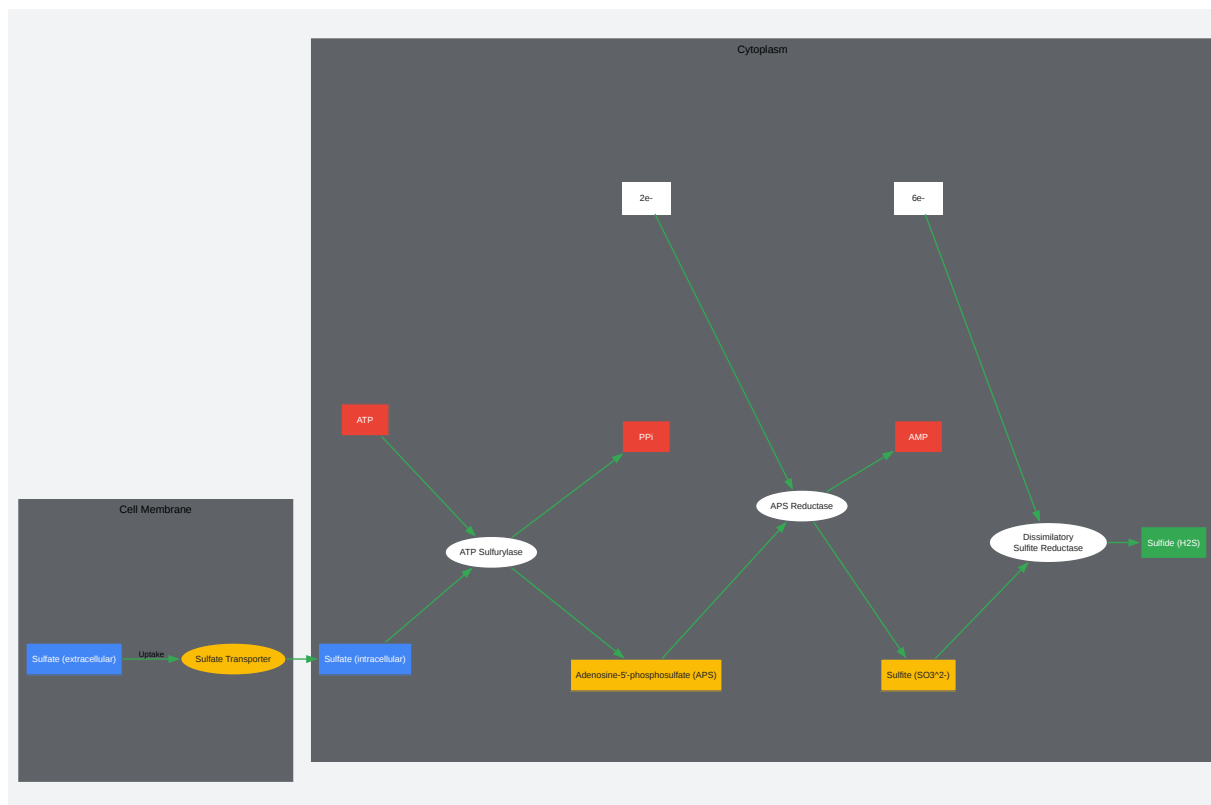 Cytoplasm
2e-
6e-
ATP
PPi
AMP
Cell Membrane
APS Reductase
ATP Sulfurylase
Dissimilatory
Sulfite Reductase
Sulfide (H2S)
Sulfate (extracellular)
Uptake
Sulfate Transporter
Sulfate (intracellular)
Adenosine-5'-phosphosulfate (APS)
Sulfite (SO3^2-)